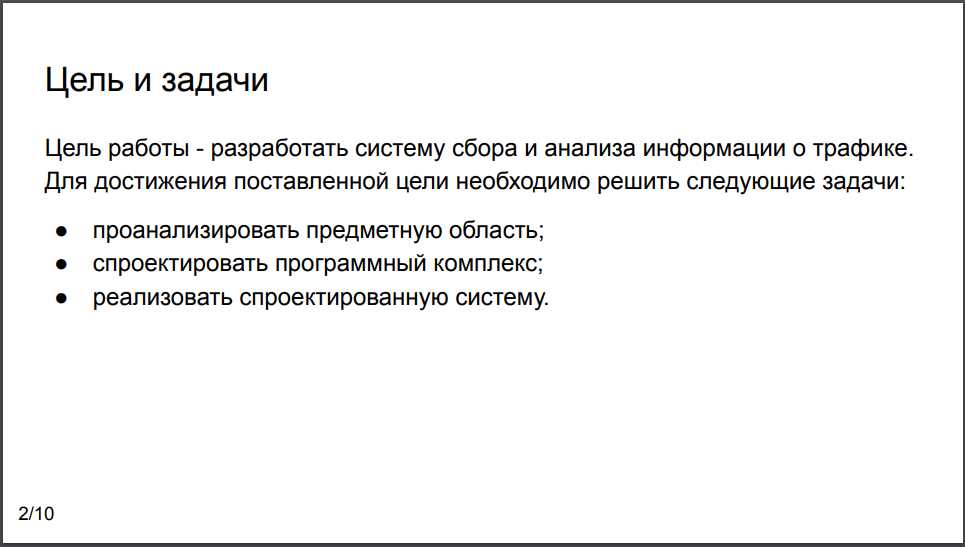 Цель и задачи
Цель работы - разработать систему сбора и анализа информации о трафике.
Для достижения поставленной цели необходимо решить следующие задачи:
● проанализировать предметную область;
● спроектировать программный комплекс;
● реализовать спроектированную систему.
2/10